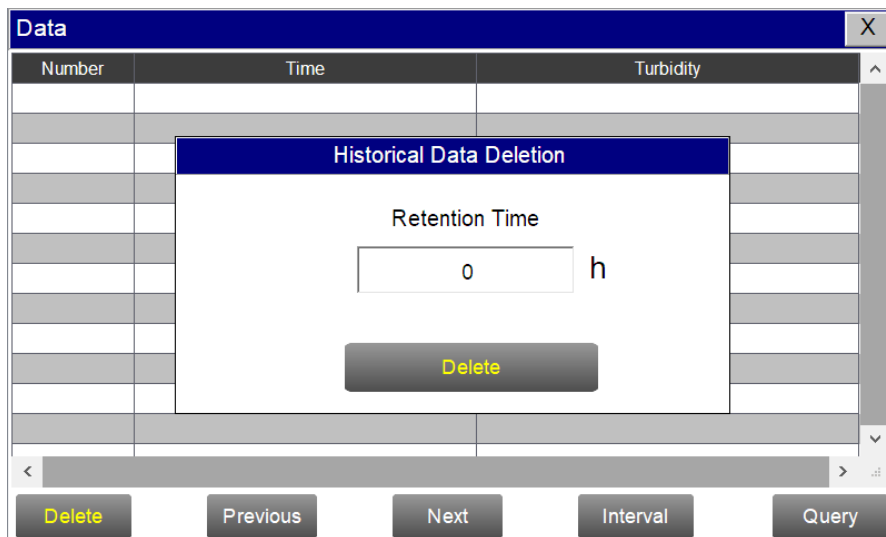 Data X
Number Time Turbidity
Historical Data Deletion
Retention Time
0 h
Delete
Delete Previous Next Interval Query